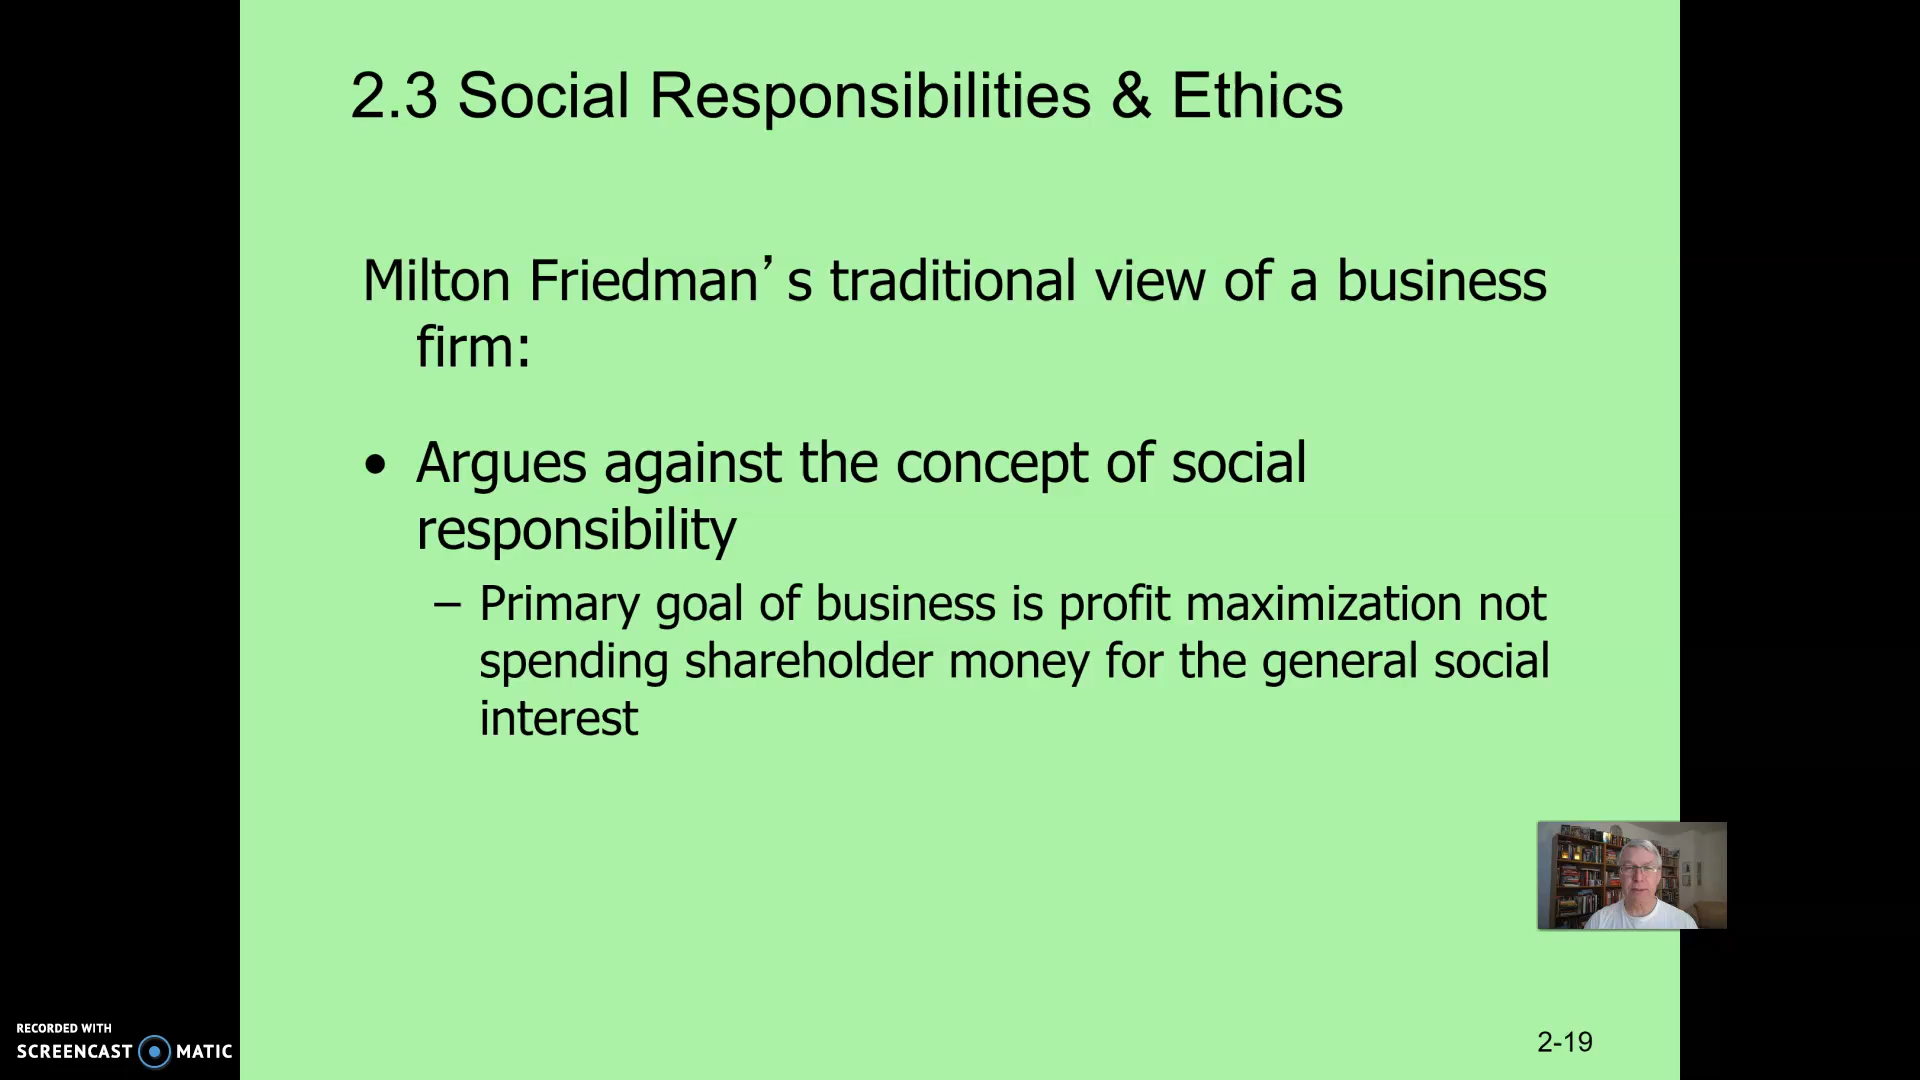 2.3 Social Responsibilities & Ethics
Milton Friedman’s traditional view of a business
firm:
• Argues against the concept of social
responsibility
– Primary goal of business is profit maximization not
spending shareholder money for the general social
interest
RECORDED WITH
SCREENCAST MATIC
2-19